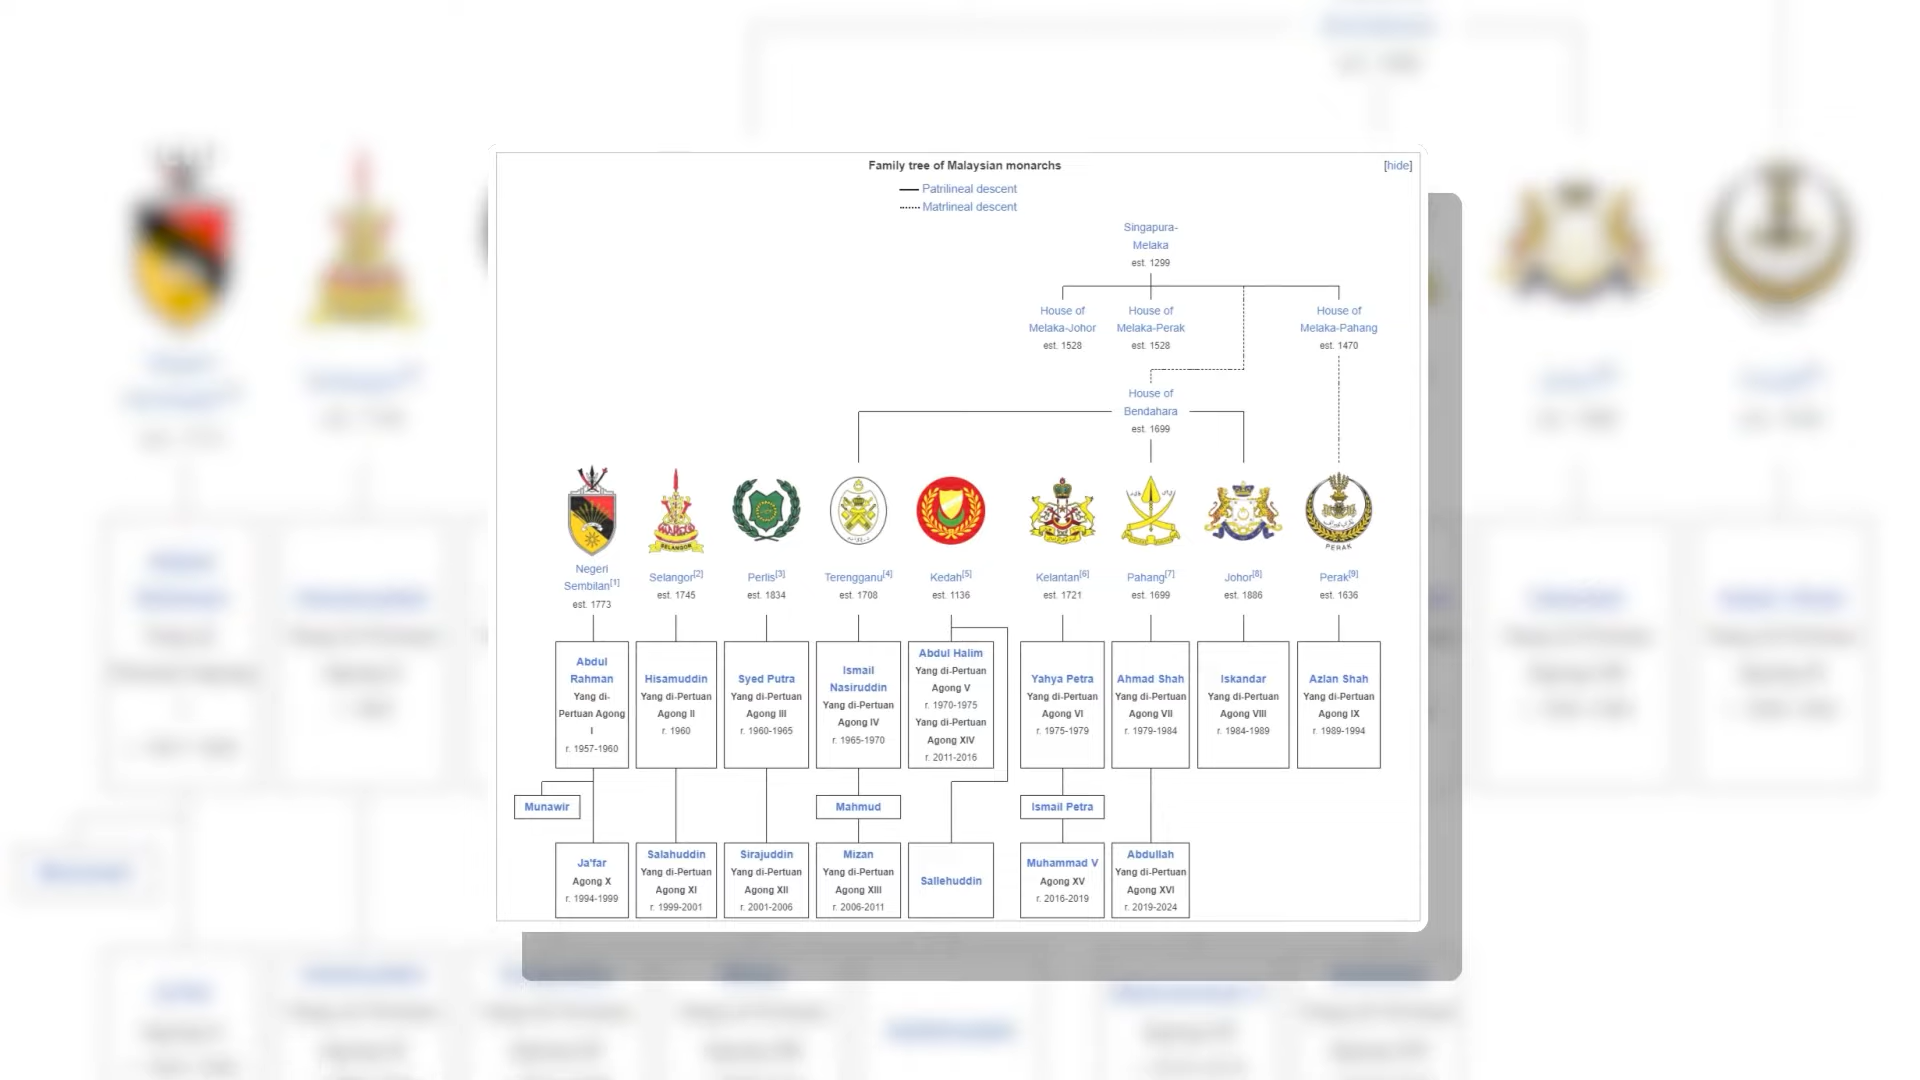 Family tree of Malaysian monarchs
[hide]
Patrilineal descent
Matrlineal descent
Singapura-
Melaka
est. 1299
House of
Melaka-Johor
est. 1528
House of
Melaka-Perak
est. 1528
House of
Melaka-Pahang
est. 1470
House of
Bendahara
est. 1699
SELANGOR
PERAK
Negeri
Sembilan[1]
est. 1773
Selangor[2]
est. 1745
Perlis[3]
est. 1834
Terengganu[4]
est. 1708
Kedah[5]
est. 1136
Kelantan[6]
est. 1721
Pahang[7]
est. 1699
Johor[8]
est. 1886
Perak[9]
est. 1636
Abdul
Rahman
Yang di-
Pertuan Agong
I
r. 1957-1960
Hisamuddin
Yang di-Pertuan
Agong II
r. 1960
Syed Putra
Yang di-Pertuan
Agong III
r. 1960-1965
Ismail
Nasiruddin
Yang di-Pertuan
Agong IV
r. 1965-1970
Abdul Halim
Yang di-Pertuan
Agong V
r. 1970-1975
Yang di-Pertuan
Agong XIV
r. 2011-2016
Yahya Petra
Yang di-Pertuan
Agong VI
r. 1975-1979
Ahmad Shah
Yang di-Pertuan
Agong VII
r. 1979-1984
Iskandar
Yang di-Pertuan
Agong VIII
r. 1984-1989
Azlan Shah
Yang di-Pertuan
Agong IX
r. 1989-1994
Munawir
Mahmud
Ismail Petra
Ja'far
Agong X
r. 1994-1999
Salahuddin
Yang di-Pertuan
Agong XI
r. 1999-2001
Sirajuddin
Yang di-Pertuan
Agong XII
r. 2001-2006
Mizan
Yang di-Pertuan
Agong XIII
r. 2006-2011
Sallehuddin
Muhammad V
Agong XV
r. 2016-2019
Abdullah
Yang di-Pertuan
Agong XVI
r. 2019-2024